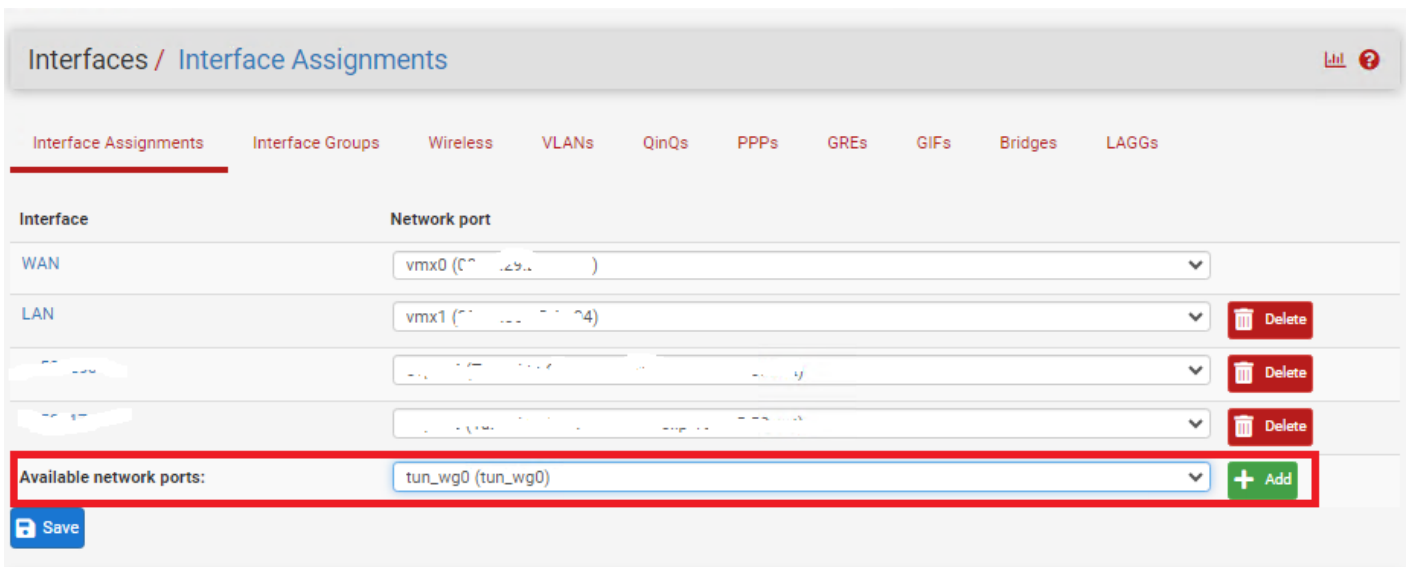 Interfaces / Interface Assignments
Interface Assignments Interface Groups Wireless VLANs QinQs PPPs GREs GIFs Bridges LAGGs
Interface Network port
WAN vmx0 ( )
LAN vmx1 ( 04) Delete
Delete
Delete
Available network ports: tun_wg0 (tun_wg0) Add
Save